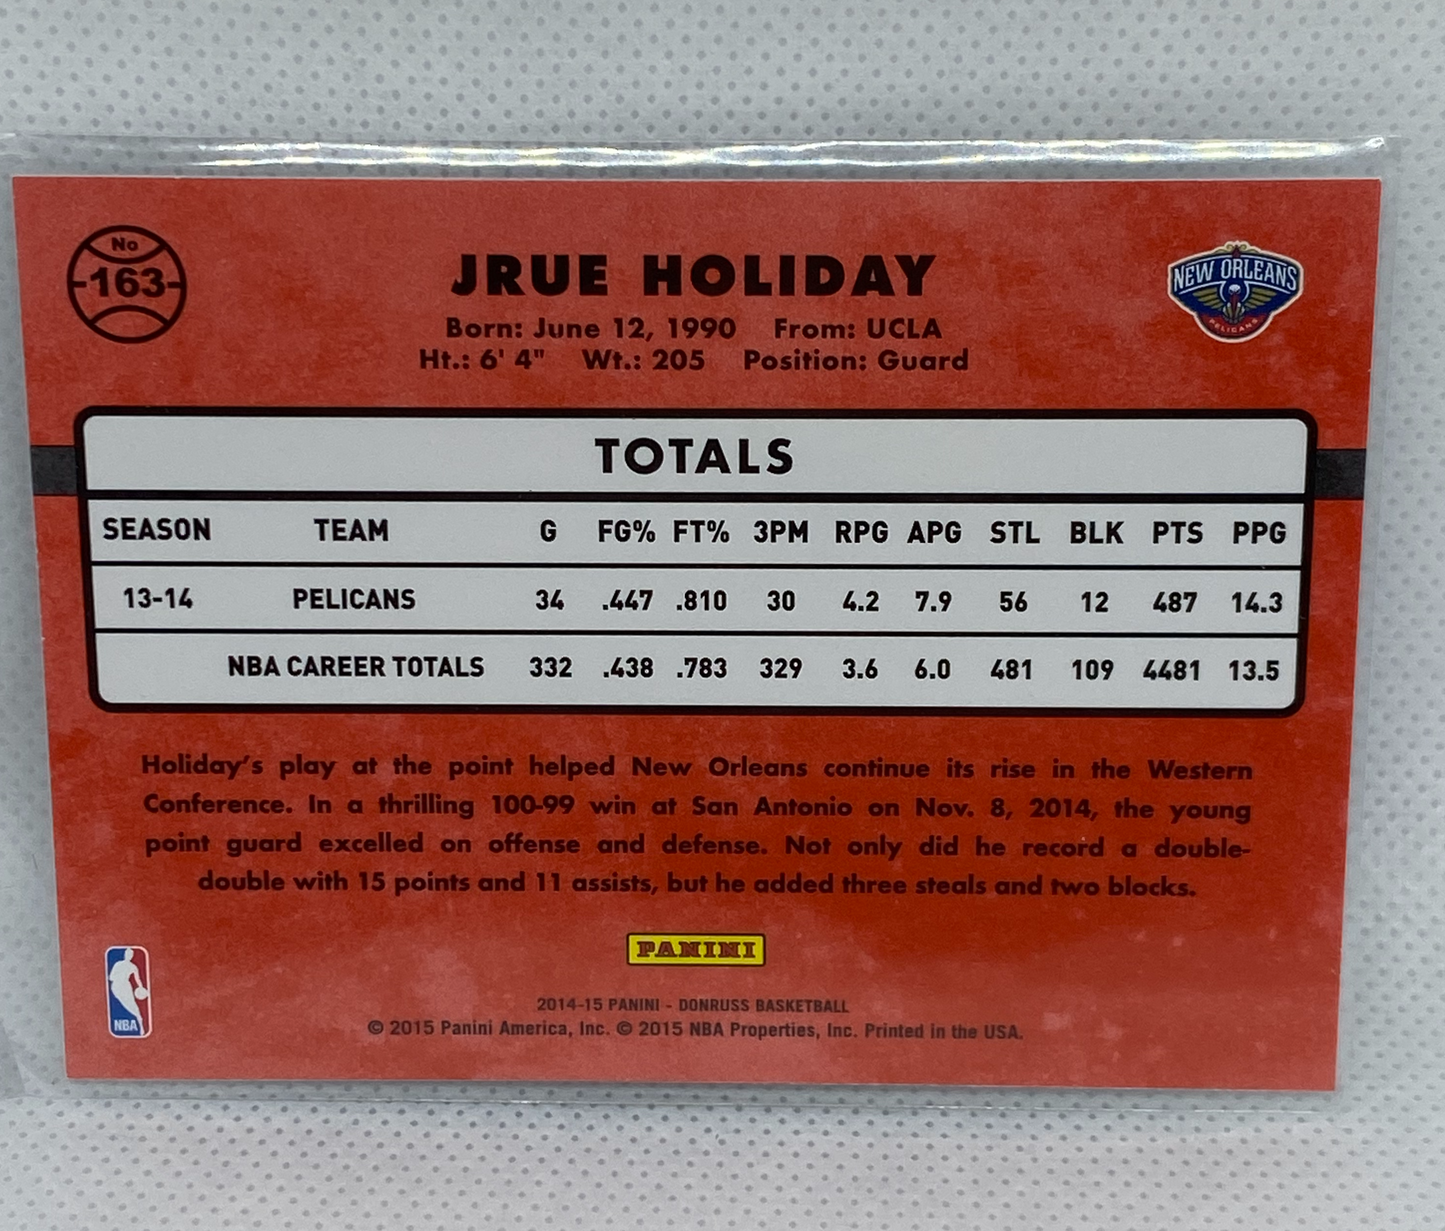 No
163
JRUE HOLIDAY
NEW ORLEANS
PELICANS
Born: June 12, 1990 From: UCLA
Ht.: 6' 4" Wt.: 205 Position: Guard
TOTALS
SEASON TEAM G FG% FT% 3PM RPG APG STL BLK PTS PPG
13-14 PELICANS 34 .447 .810 30 4.2 7.9 56 12 487 14.3
NBA CAREER TOTALS 332 .438 .783 329 3.6 6.0 481 109 4481 13.5
Holiday's play at the point helped New Orleans continue its rise in the Western
Conference. In a thrilling 100-99 win at San Antonio on Nov. 8, 2014, the young
point guard excelled on offense and defense. Not only did he record a double-
double with 15 points and 11 assists, but he added three steals and two blocks.
PANINI
NBA
2014-15 PANINI - DONRUSS BASKETBALL
© 2015 Panini America, Inc. © 2015 NBA Properties, Inc. Printed in the USA.